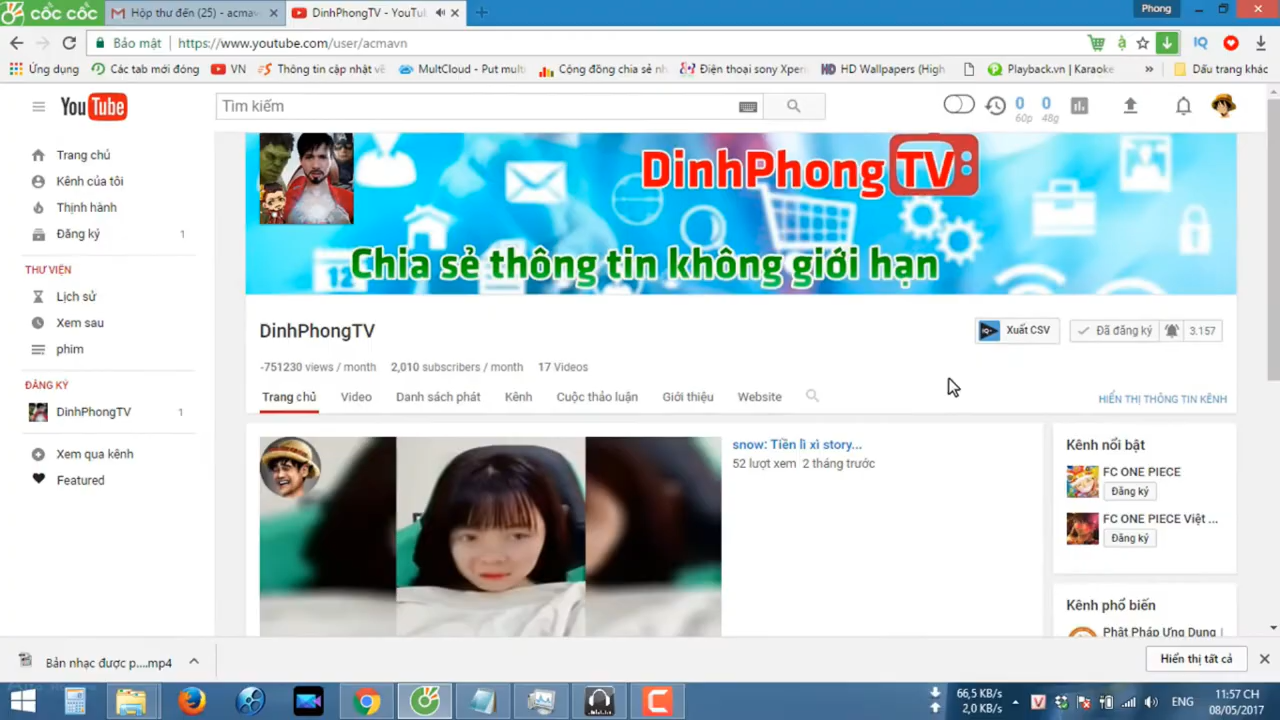 cốc cốc
Hộp thư đến (25) - acmav
DinhPhongTV - YouTu
Phong
Bảo mật
https://www.youtube.com/user/acmavn
Ứng dụng
Các tab mới đóng
VN
Thông tin cập nhật về
MultCloud - Put mult
Cộng đồng chia sẻ nh
Điện thoại sony Xper
HD Wallpapers (High
Playback.vn | Karaoke
»
Dấu trang khác
YouTube
Tìm kiếm
0
60p
0
48g
Trang chủ
Kênh của tôi
Thịnh hành
Đăng ký 1
THƯ VIỆN
Lịch sử
Xem sau
phim
ĐĂNG KÝ
DinhPhongTV 1
Xem qua kênh
Featured
DinhPhong TV
Chia sẻ thông tin không giới hạn
12
DinhPhongTV
Xuất CSV
Đã đăng ký
3.157
-751230 views / month
2,010 subscribers / month
17 Videos
Trang chủ
Video
Danh sách phát
Kênh
Cuộc thảo luận
Giới thiệu
Website
HIỂN THỊ THÔNG TIN KÊNH
snow: Tiền lì xì story...
52 lượt xem 2 tháng trước
Kênh nổi bật
FC ONE PIECE
Đăng ký
FC ONE PIECE Việt ...
Đăng ký
Kênh phổ biến
Phật Pháp Ứng Dụng |
Bản nhạc được p....mp4
Hiển thị tất cả
66,5 KB/s
2,0 KB/s
ENG
11:57 CH
08/05/2017